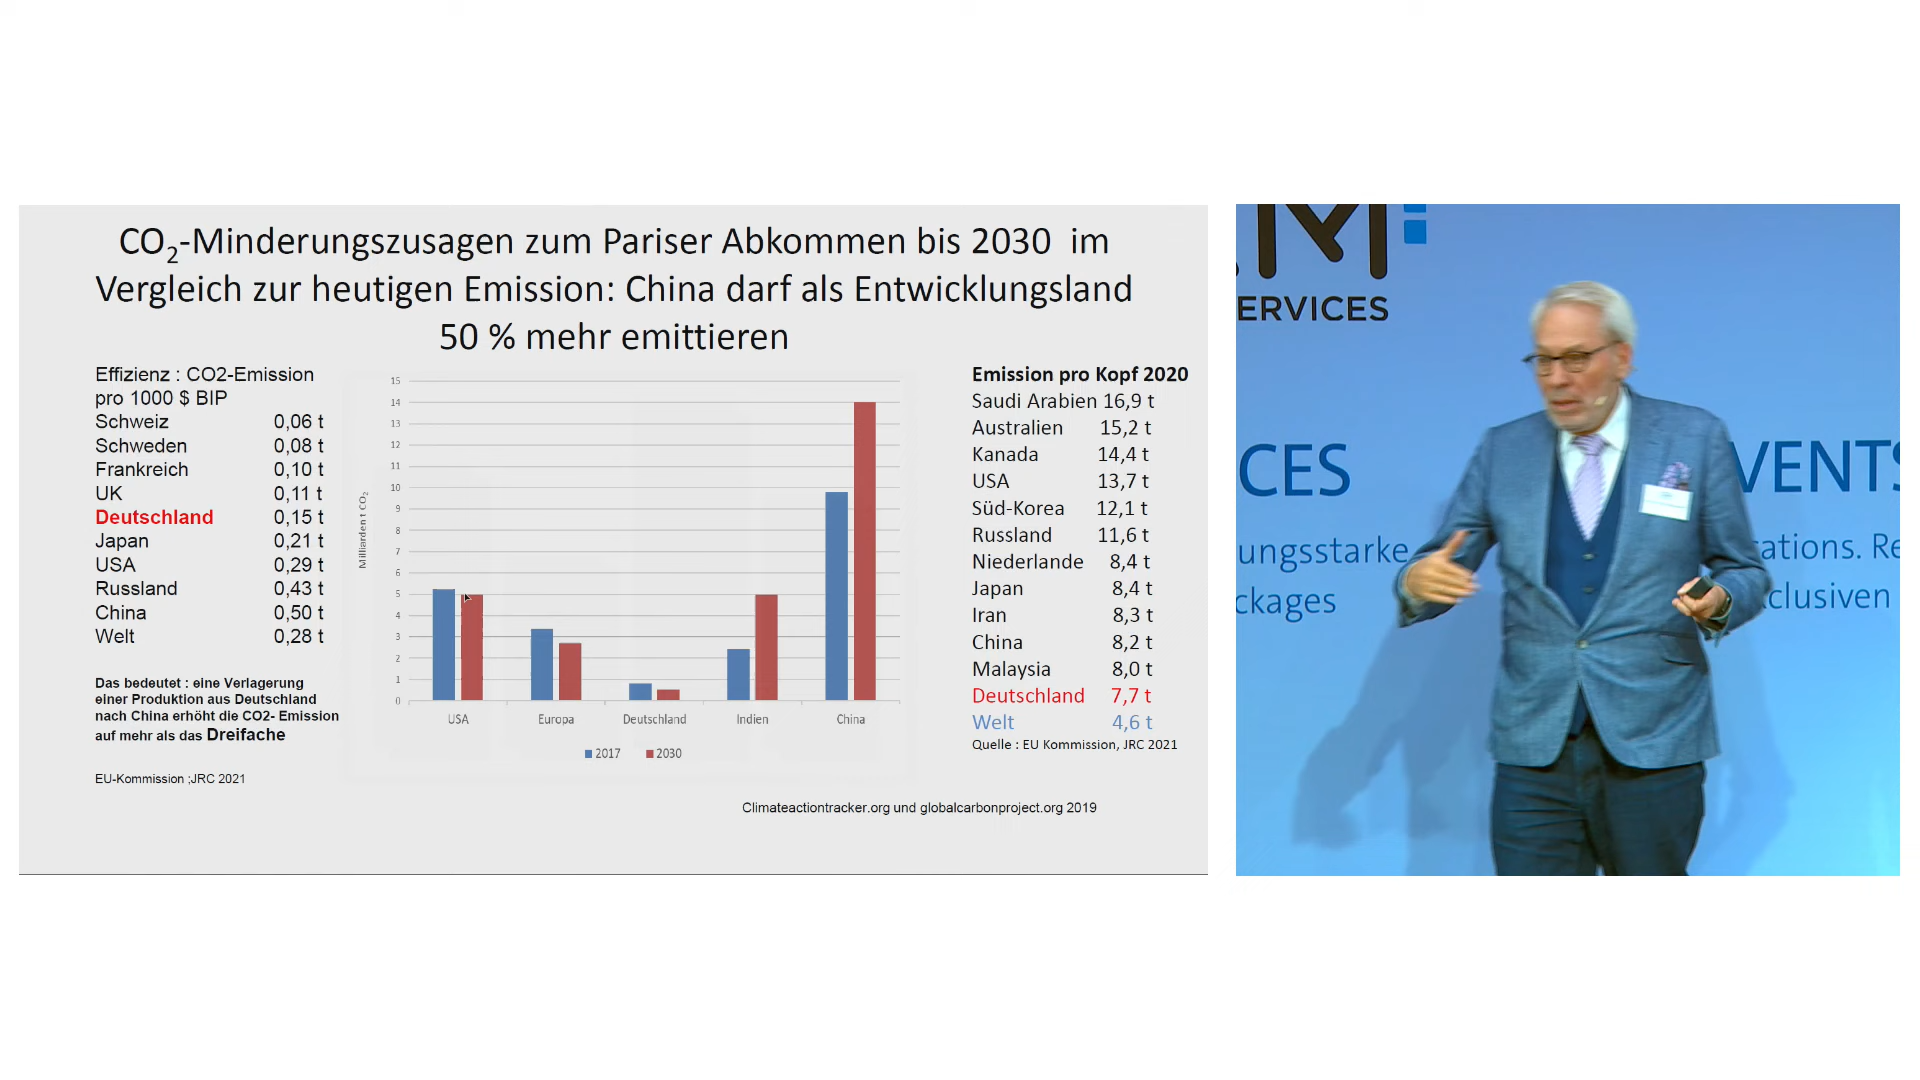 CO2-Minderungszusagen zum Pariser Abkommen bis 2030 im
Vergleich zur heutigen Emission: China darf als Entwicklungsland
50 % mehr emittieren
Effizienz : CO2-Emission
pro 1000 $ BIP
Schweiz 0,06 t
Schweden 0,08 t
Frankreich 0,10 t
UK 0,11 t
Deutschland 0,15 t
Japan 0,21 t
USA 0,29 t
Russland 0,43 t
China 0,50 t
Welt 0,28 t
Das bedeutet : eine Verlagerung
einer Produktion aus Deutschland
nach China erhöht die CO2- Emission
auf mehr als das Dreifache
EU-Kommission ;JRC 2021
Milliarden t CO2
15
14
13
12
11
10
9
8
7
6
5
4
3
2
1
0
USA Europa Deutschland Indien China
2017 2030
Emission pro Kopf 2020
Saudi Arabien 16,9 t
Australien 15,2 t
Kanada 14,4 t
USA 13,7 t
Süd-Korea 12,1 t
Russland 11,6 t
Niederlande 8,4 t
Japan 8,4 t
Iran 8,3 t
China 8,2 t
Malaysia 8,0 t
Deutschland 7,7 t
Welt 4,6 t
Quelle : EU Kommission, JRC 2021
Climateactiontracker.org und globalcarbonproject.org 2019
M
ERVICES
CES
ungsstarke
ckages
VENTS
cations. Re
clusiven